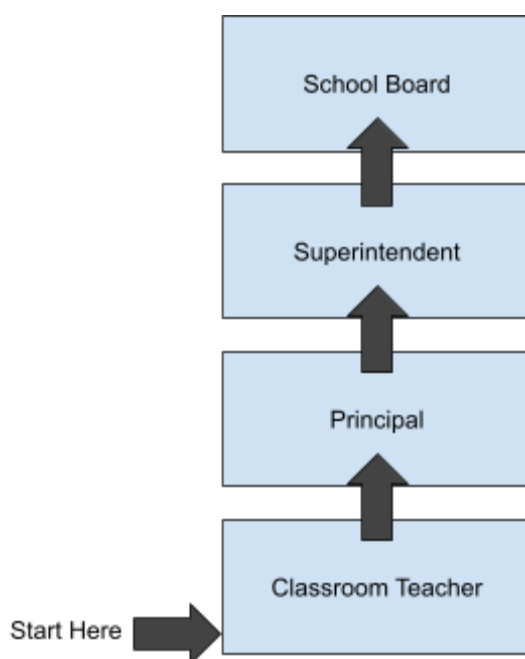 School Board
Superintendent
Principal
Classroom Teacher
Start Here